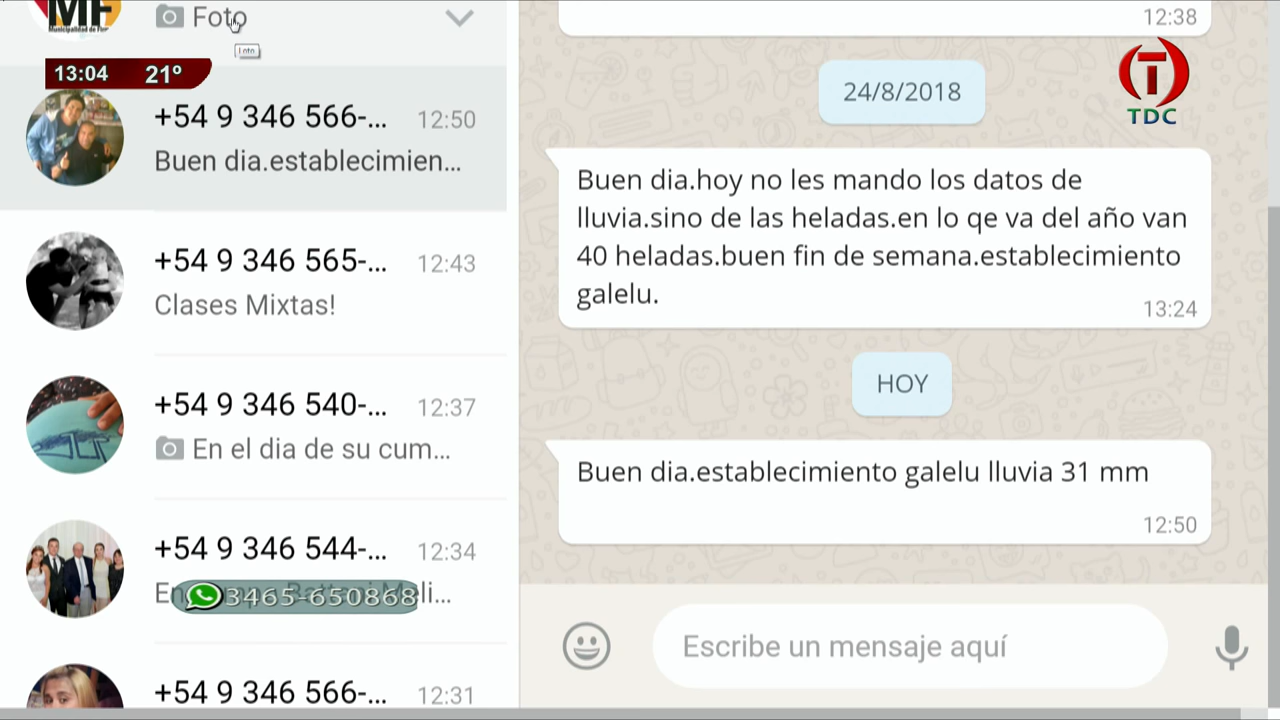 MF
Municipalidad de
Foto
Foto
13:04 21º
+54 9 346 566-... 12:50
Buen dia.establecimien...
+54 9 346 565-... 12:43
Clases Mixtas!
+54 9 346 540-... 12:37
En el dia de su cum...
+54 9 346 544-... 12:34
3465-650868
+54 9 346 566-... 12:31
12:38
24/8/2018
TDC
Buen dia.hoy no les mando los datos de
lluvia.sino de las heladas.en lo qe va del año van
40 heladas.buen fin de semana.establecimiento
galelu.
13:24
HOY
Buen dia.establecimiento galelu lluvia 31 mm
12:50
Escribe un mensaje aquí